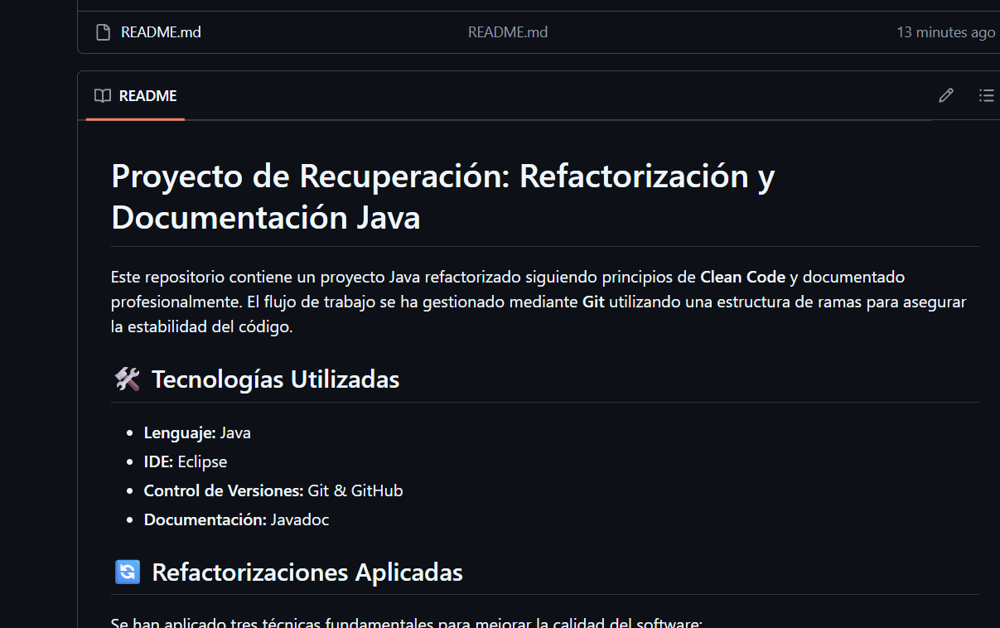 README.md README.md 13 minutes ago
README
Proyecto de Recuperación: Refactorización y
Documentación Java
Este repositorio contiene un proyecto Java refactorizado siguiendo principios de Clean Code y documentado
profesionalmente. El flujo de trabajo se ha gestionado mediante Git utilizando una estructura de ramas para asegurar
la estabilidad del código.
Tecnologías Utilizadas
Lenguaje: Java
IDE: Eclipse
Control de Versiones: Git & GitHub
Documentación: Javadoc
Refactorizaciones Aplicadas
Se han aplicado tres técnicas fundamentales para mejorar la calidad del software: